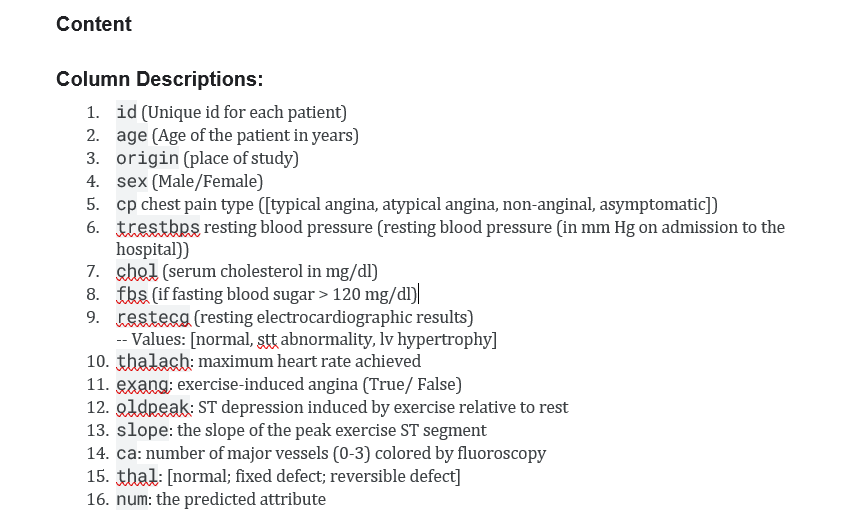 Content
Column Descriptions:
1. id (Unique id for each patient)
2. age (Age of the patient in years)
3. origin (place of study)
4. sex (Male/Female)
5. cp chest pain type ([typical angina, atypical angina, non-anginal, asymptomatic])
6. trestbps resting blood pressure (resting blood pressure (in mm Hg on admission to the
hospital))
7. chol (serum cholesterol in mg/dl)
8. fbs (if fasting blood sugar > 120 mg/dl)
9. restecg (resting electrocardiographic results)
-- Values: [normal, stt abnormality, lv hypertrophy]
10. thalach: maximum heart rate achieved
11. exang: exercise-induced angina (True/ False)
12. oldpeak: ST depression induced by exercise relative to rest
13. slope: the slope of the peak exercise ST segment
14. ca: number of major vessels (0-3) colored by fluoroscopy
15. thal: [normal; fixed defect; reversible defect]
16. num: the predicted attribute